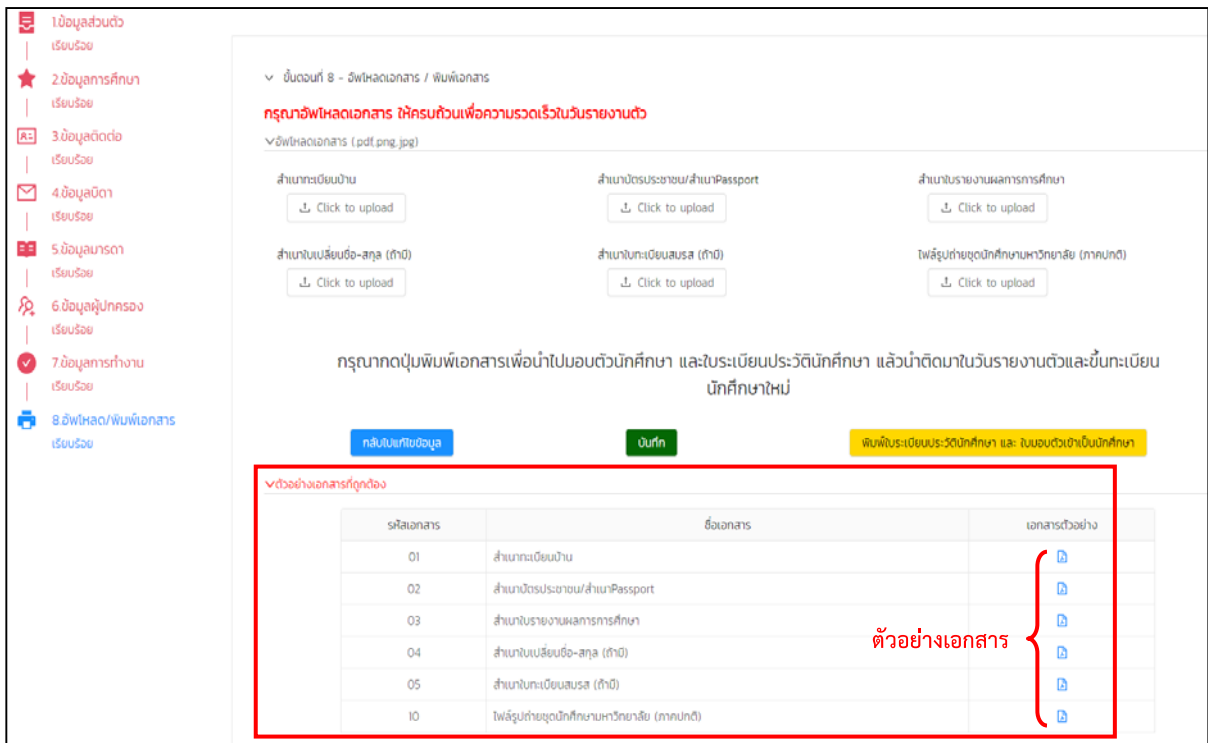 1.ข้อมูลส่วนตัว
เรียบร้อย
2.ข้อมูลการศึกษา
เรียบร้อย
3.ข้อมูลติดต่อ
เรียบร้อย
4.ข้อมูลบิดา
เรียบร้อย
5.ข้อมูลมารดา
เรียบร้อย
6.ข้อมูลผู้ปกครอง
เรียบร้อย
7.ข้อมูลการทำงาน
เรียบร้อย
8.อัพโหลด/พิมพ์เอกสาร
เรียบร้อย
ขั้นตอนที่ 8 - อัพโหลดเอกสาร / พิมพ์เอกสาร
กรุณาอัพโหลดเอกสาร ให้ครบถ้วนเพื่อความรวดเร็วในวันรายงานตัว
อัพโหลดเอกสาร (.pdf,png,jpg)
สำเนาทะเบียนบ้าน สำเนาบัตรประชาชน/สำเนาPassport สำเนาใบรายงานผลการการศึกษา
Click to upload Click to upload Click to upload
สำเนาใบเปลี่ยนชื่อ-สกุล (ถ้ามี) สำเนาใบทะเบียนสมรส (ถ้ามี) ไฟล์รูปถ่ายชุดนักศึกษามหาวิทยาลัย (ภาคปกติ)
Click to upload Click to upload Click to upload
กรุณากดปุ่มพิมพ์เอกสารเพื่อนำใบมอบตัวนักศึกษา และใบระเบียนประวัตินักศึกษา แล้วนำติดมาในวันรายงานตัวและขึ้นทะเบียน
นักศึกษาใหม่
กลับไปแก้ไขข้อมูล บันทึก พิมพ์ใบระเบียนประวัตินักศึกษา และ ใบมอบตัวเข้าเป็นนักศึกษา
ตัวอย่างเอกสารที่ถูกต้อง
รหัสเอกสาร ชื่อเอกสาร เอกสารตัวอย่าง
01 สำเนาทะเบียนบ้าน
02 สำเนาบัตรประชาชน/สำเนาPassport
03 สำเนาใบรายงานผลการการศึกษา
04 สำเนาใบเปลี่ยนชื่อ-สกุล (ถ้ามี)
05 สำเนาใบทะเบียนสมรส (ถ้ามี)
10 ไฟล์รูปถ่ายชุดนักศึกษามหาวิทยาลัย (ภาคปกติ)
ตัวอย่างเอกสาร